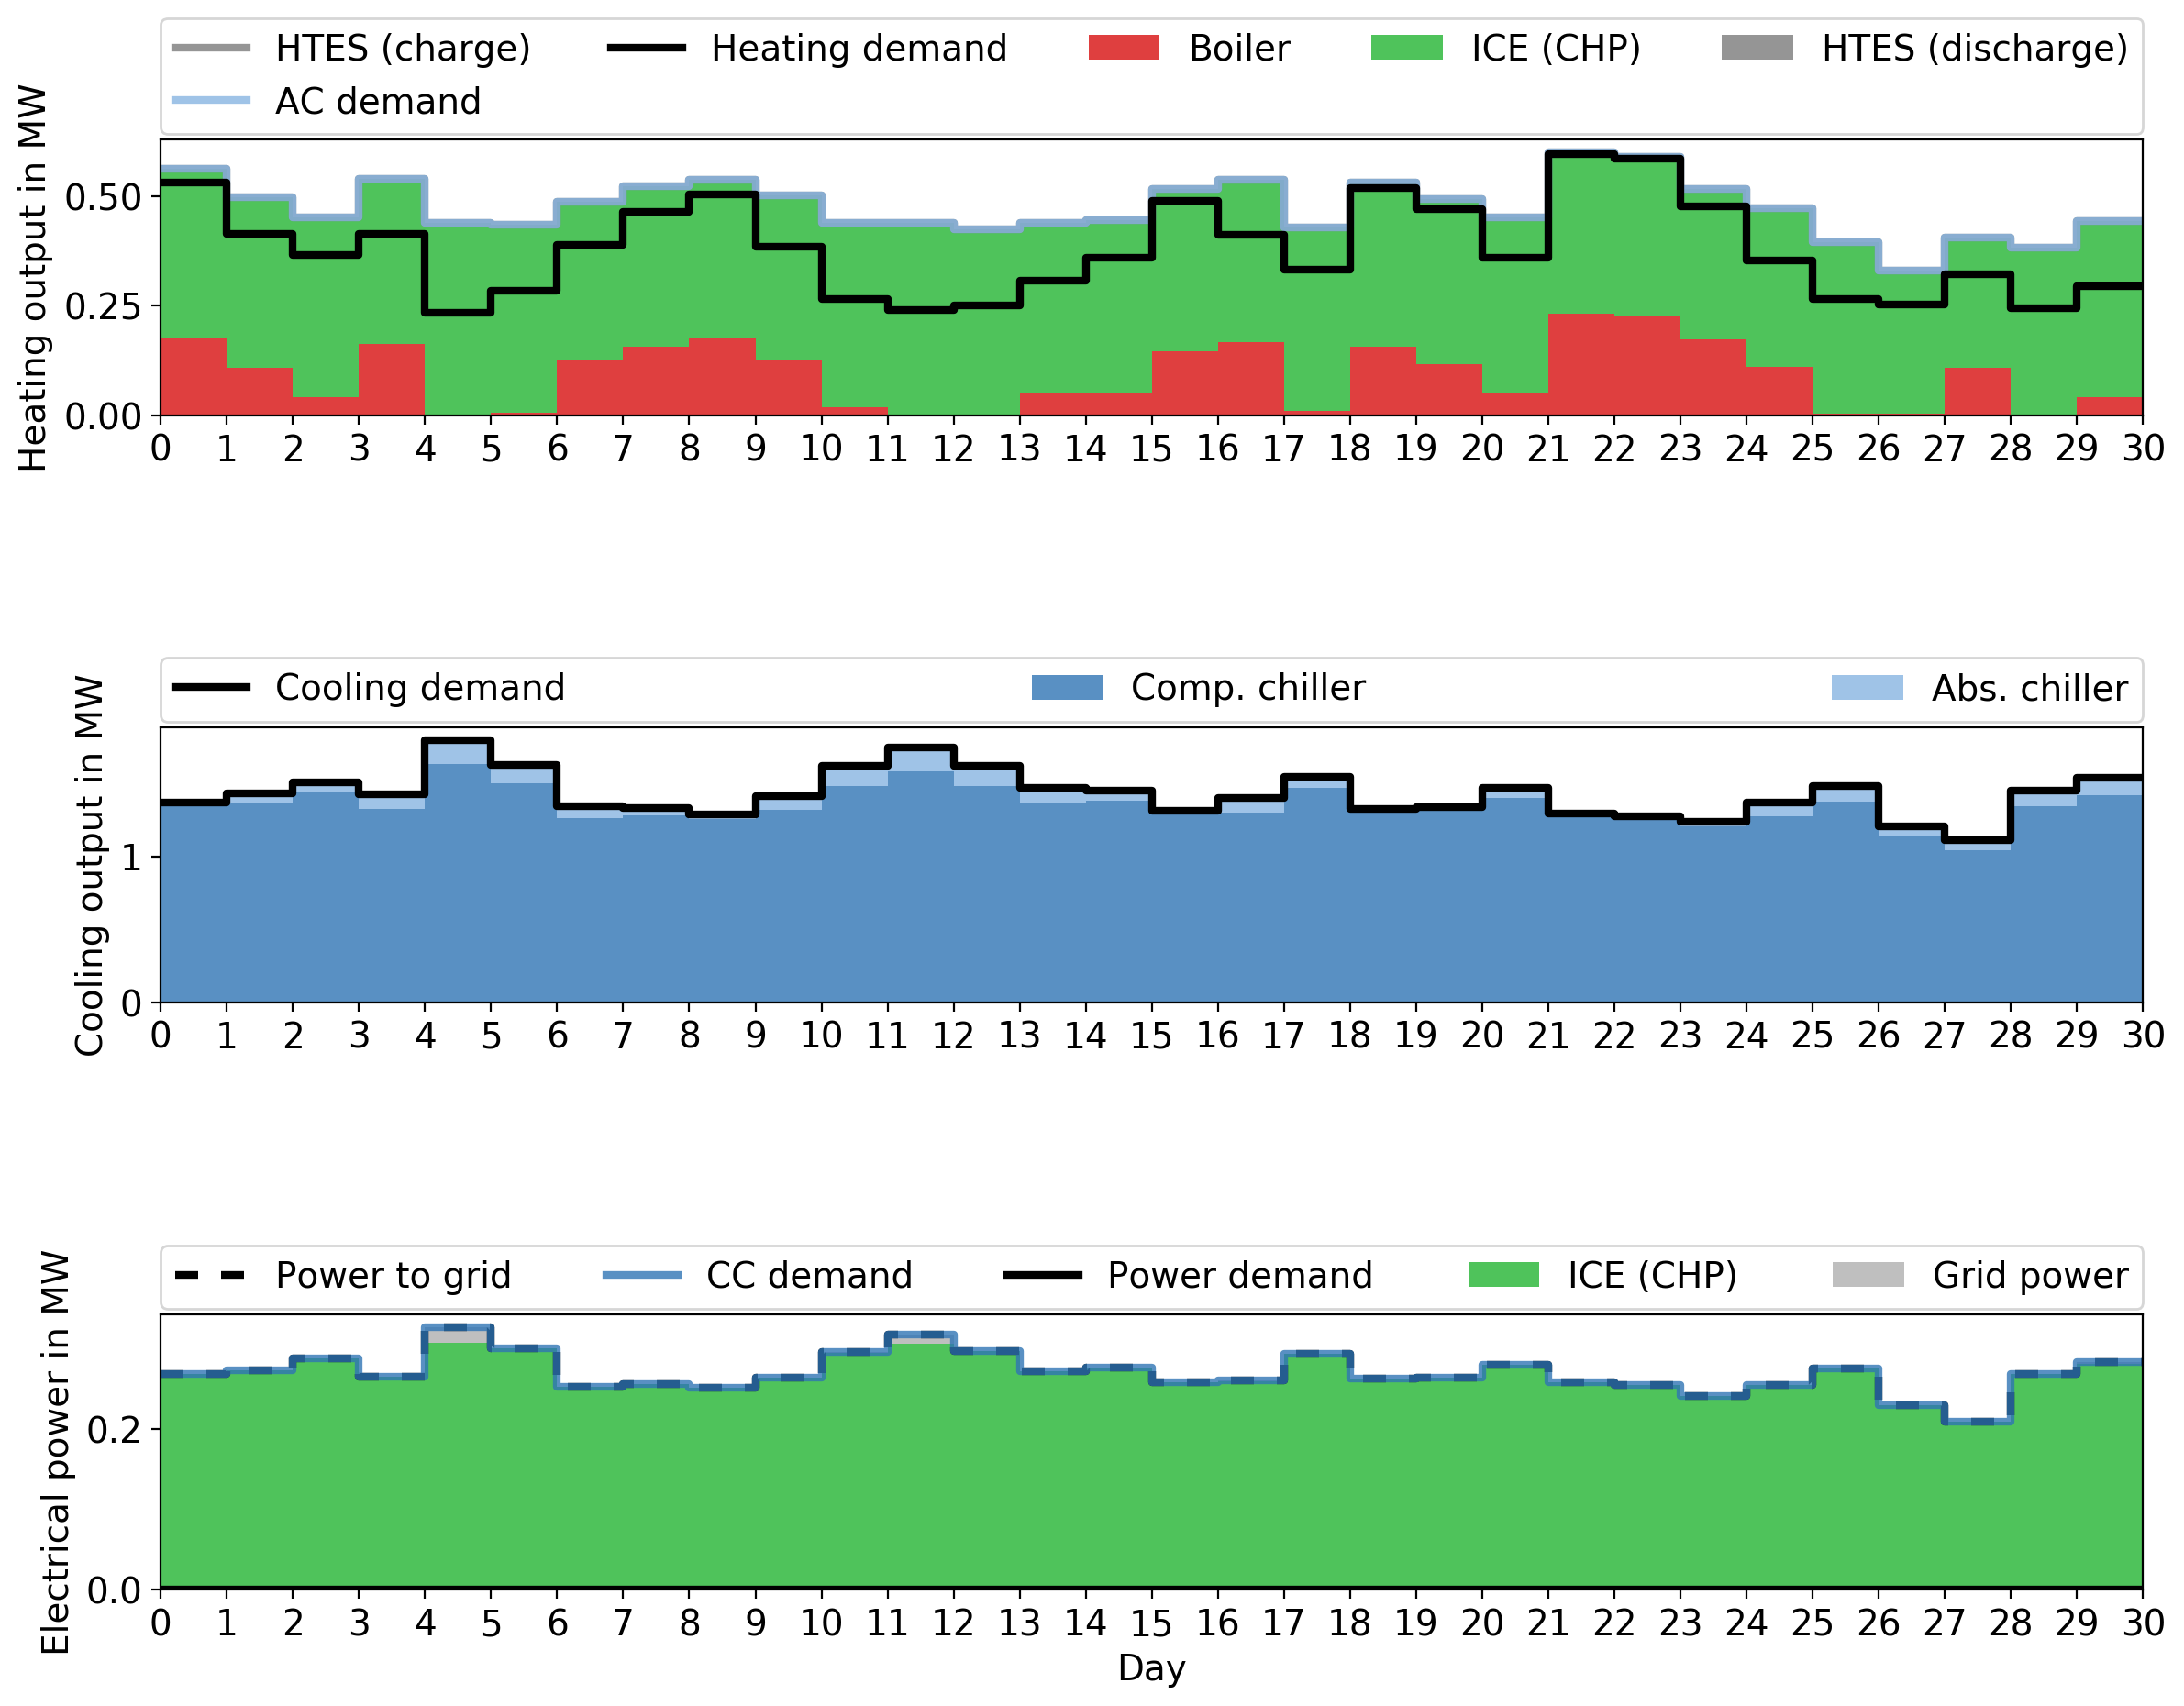 HTES (charge) Heating demand Boiler ICE (CHP) HTES (discharge)
AC demand
Heating output in MW
0.50
0.25
0.00
0 1 2 3 4 5 6 7 8 9 10 11 12 13 14 15 16 17 18 19 20 21 22 23 24 25 26 27 28 29 30
Cooling demand Comp. chiller Abs. chiller
Cooling output in MW
1
0
0 1 2 3 4 5 6 7 8 9 10 11 12 13 14 15 16 17 18 19 20 21 22 23 24 25 26 27 28 29 30
Power to grid CC demand Power demand ICE (CHP) Grid power
Electrical power in MW
0.2
0.0
0 1 2 3 4 5 6 7 8 9 10 11 12 13 14 15 16 17 18 19 20 21 22 23 24 25 26 27 28 29 30
Day